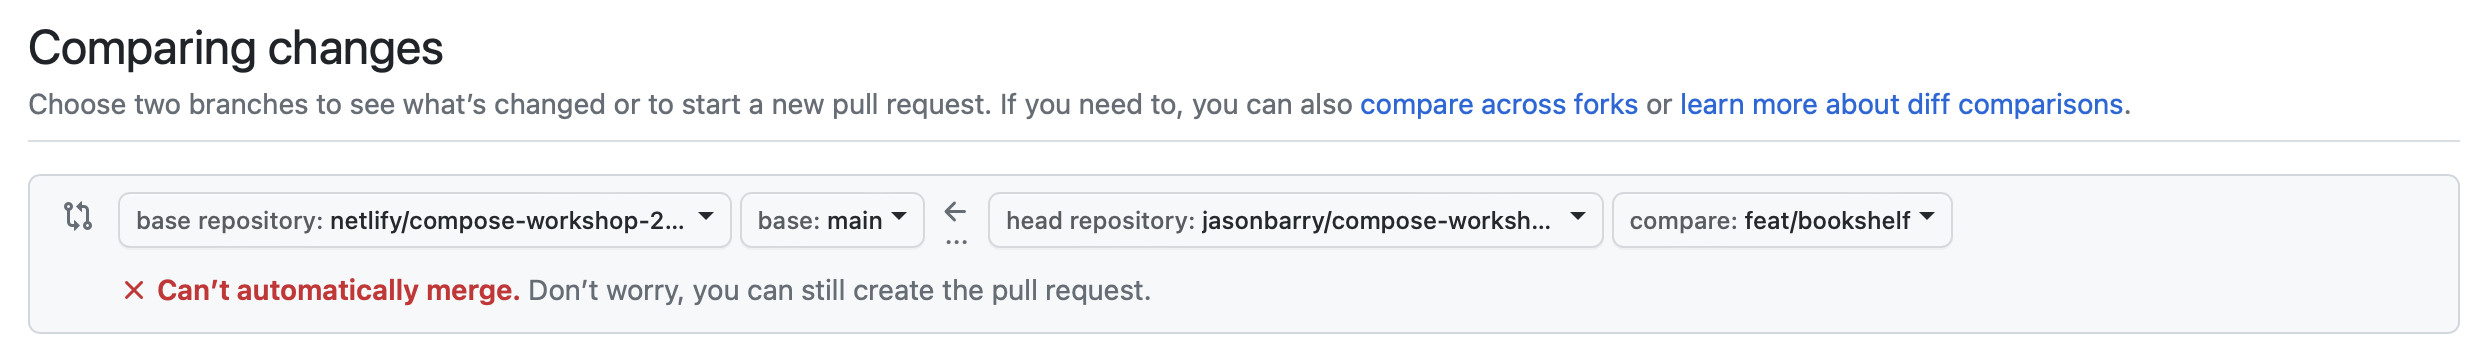 Comparing changes
Choose two branches to see what’s changed or to start a new pull request. If you need to, you can also compare across forks or learn more about diff comparisons.
base repository: netlify/compose-workshop-2... base: main ← ... head repository: jasonbarry/compose-worksh... compare: feat/bookshelf
Can’t automatically merge. Don’t worry, you can still create the pull request.